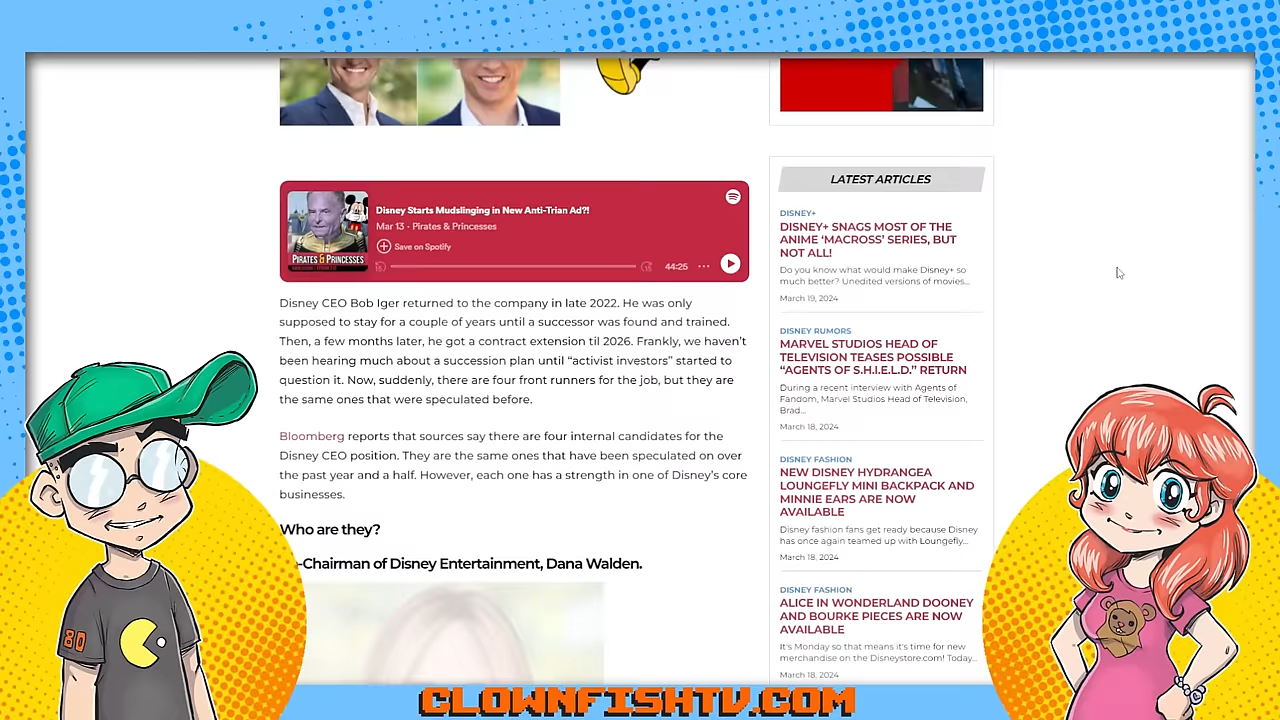 Disney Starts Mudslinging in New Anti-Trian Ad?!
Mar 13 · Pirates & Princesses
Save on Spotify
PIRATES & PRINCESSES
44:25
Disney CEO Bob Iger returned to the company in late 2022. He was only
supposed to stay for a couple of years until a successor was found and trained.
Then, a few months later, he got a contract extension til 2026. Frankly, we haven’t
been hearing much about a succession plan until “activist investors” started to
question it. Now, suddenly, there are four front runners for the job, but they are
the same ones that were speculated before.
Bloomberg reports that sources say there are four internal candidates for the
Disney CEO position. They are the same ones that have been speculated on over
the past year and a half. However, each one has a strength in one of Disney’s core
businesses.
Who are they?
-Chairman of Disney Entertainment, Dana Walden.
LATEST ARTICLES
DISNEY+
DISNEY+ SNAGS MOST OF THE
ANIME ‘MACROSS’ SERIES, BUT
NOT ALL!
Do you know what would make Disney+ so
much better? Unedited versions of movies...
March 19, 2024
DISNEY RUMORS
MARVEL STUDIOS HEAD OF
TELEVISION TEASES POSSIBLE
“AGENTS OF S.H.I.E.L.D.” RETURN
During a recent interview with Agents of
Fandom, Marvel Studios Head of Television,
Brad...
March 18, 2024
DISNEY FASHION
NEW DISNEY HYDRANGEA
LOUNGEFLY MINI BACKPACK AND
MINNIE EARS ARE NOW
AVAILABLE
Disney fashion fans get ready because Disney
has once again teamed up with Loungefly...
March 18, 2024
DISNEY FASHION
ALICE IN WONDERLAND DOONEY
AND BOURKE PIECES ARE NOW
AVAILABLE
It's Monday so that means it's time for new
merchandise on the Disneystore.com! Today...
March 18, 2024
80
CLOWNFISHTV.COM